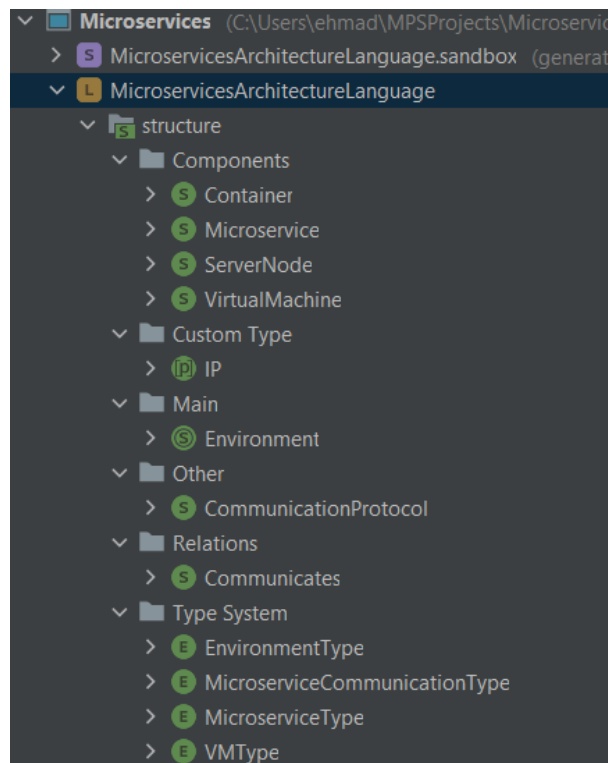 Microservices (C:\Users\ehmad\MPSProjects\Microservic
S MicroservicesArchitectureLanguage.sandbox (generat
L MicroservicesArchitectureLanguage
S structure
Components
S Container
S Microservice
S ServerNode
S VirtualMachine
Custom Type
[p] IP
Main
S Environment
Other
S CommunicationProtocol
Relations
S Communicates
Type System
E EnvironmentType
E MicroserviceCommunicationType
E MicroserviceType
E VMType